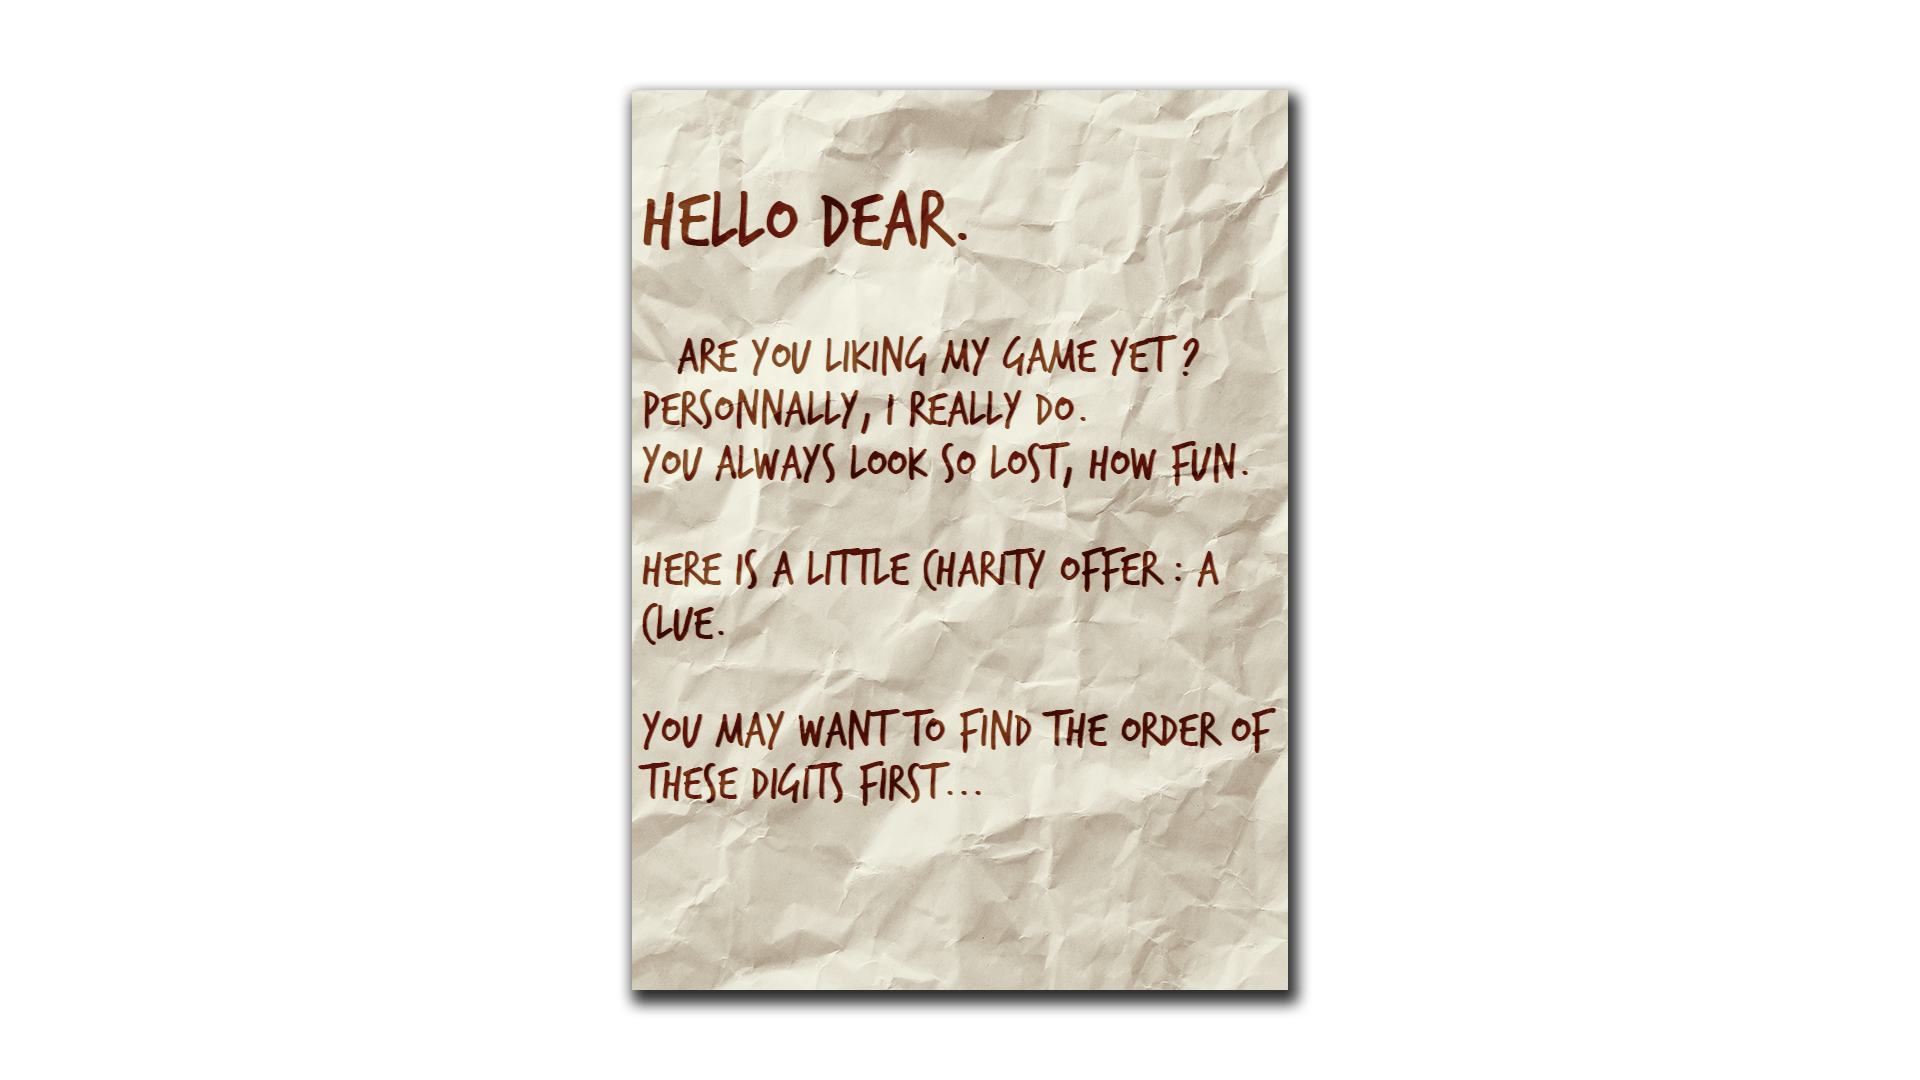 HELLO DEAR.
ARE YOU LIKING MY GAME YET ?
PERSONNALLY, I REALLY DO.
YOU ALWAYS LOOK SO LOST, HOW FUN.
HERE IS A LITTLE CHARITY OFFER : A
CLUE.
YOU MAY WANT TO FIND THE ORDER OF
THESE DIGITS FIRST...